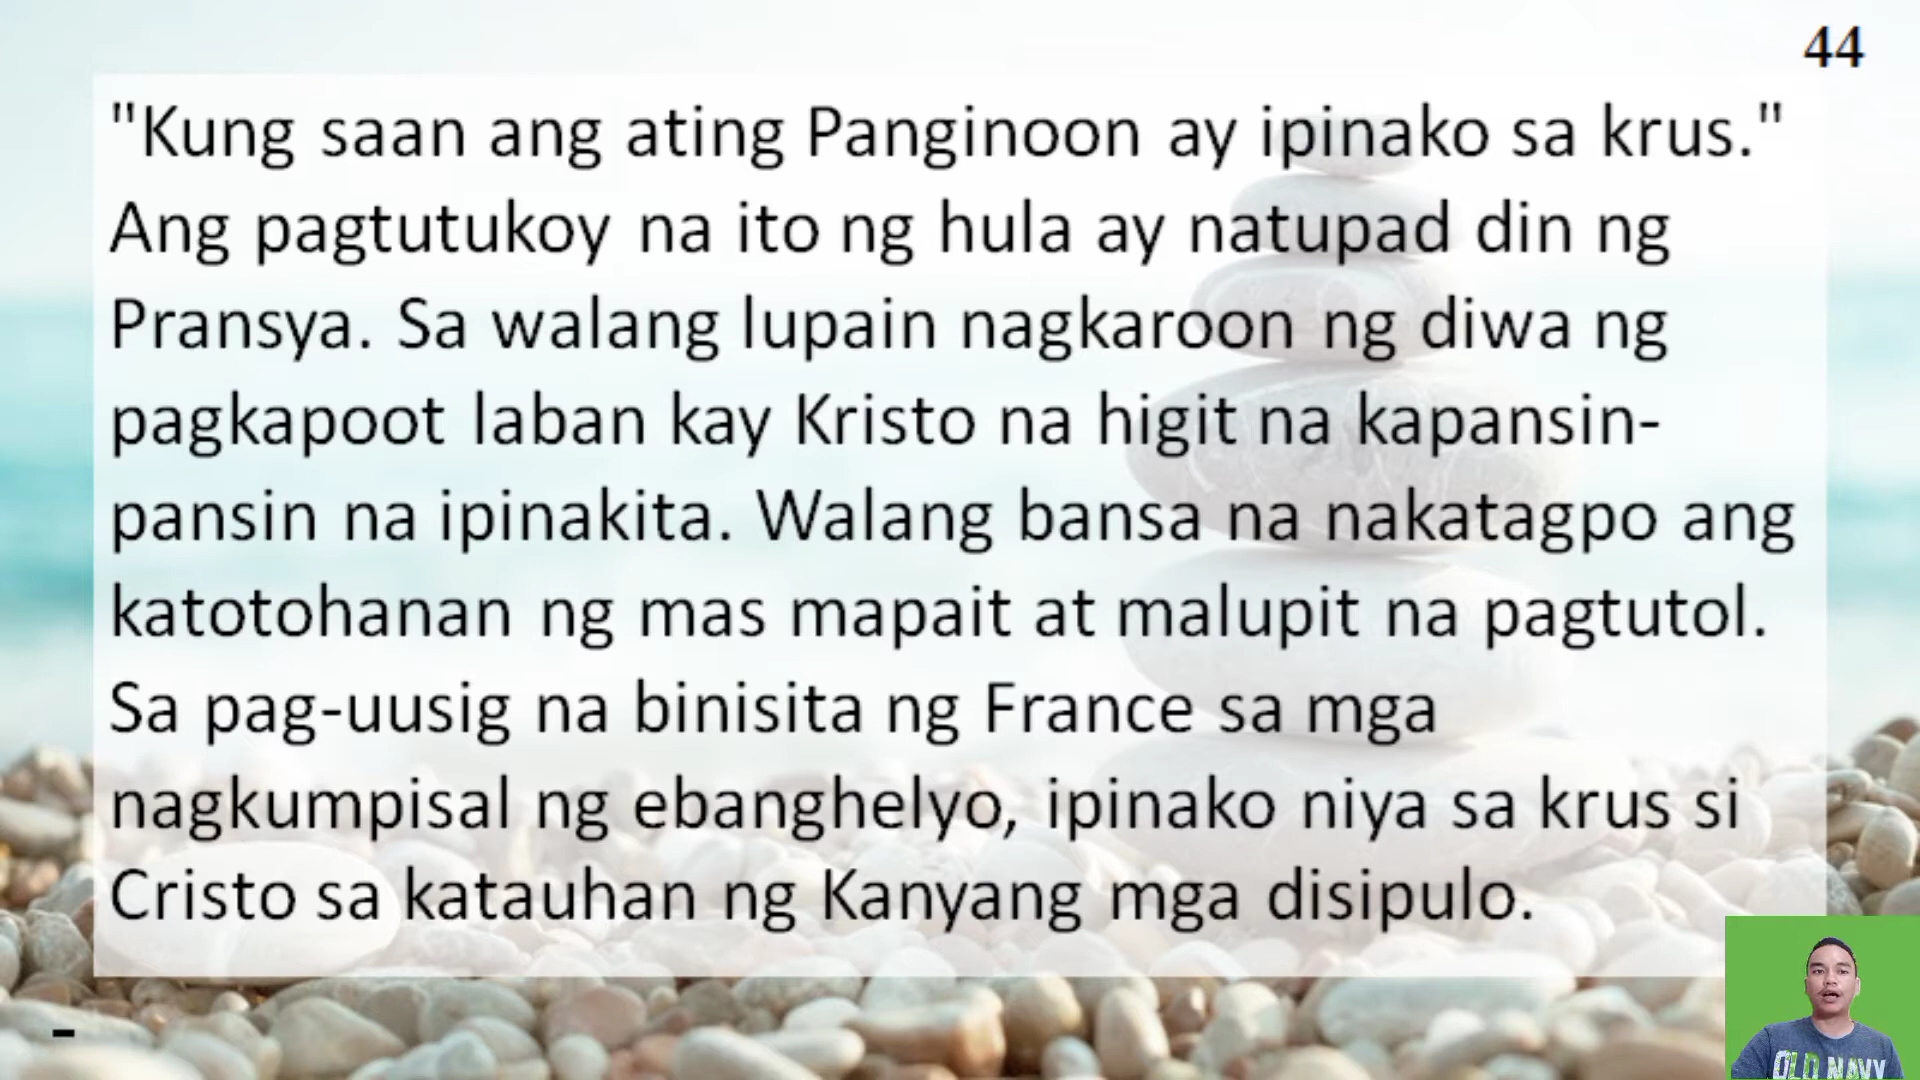 44
"Kung saan ang ating Panginoon ay ipinako sa krus."
Ang pagtutukoy na ito ng hula ay natupad din ng
Pransya. Sa walang lupain nagkaroon ng diwa ng
pagkapoot laban kay Kristo na higit na kapansin-
pansin na ipinakita. Walang bansa na nakatagpo ang
katotohanan ng mas mapait at malupit na pagtutol.
Sa pag-uusig na binisita ng France sa mga
nagkumpisal ng ebanghelyo, ipinako niya sa krus si
Cristo sa katauhan ng Kanyang mga disipulo.
-
OLD NAVY